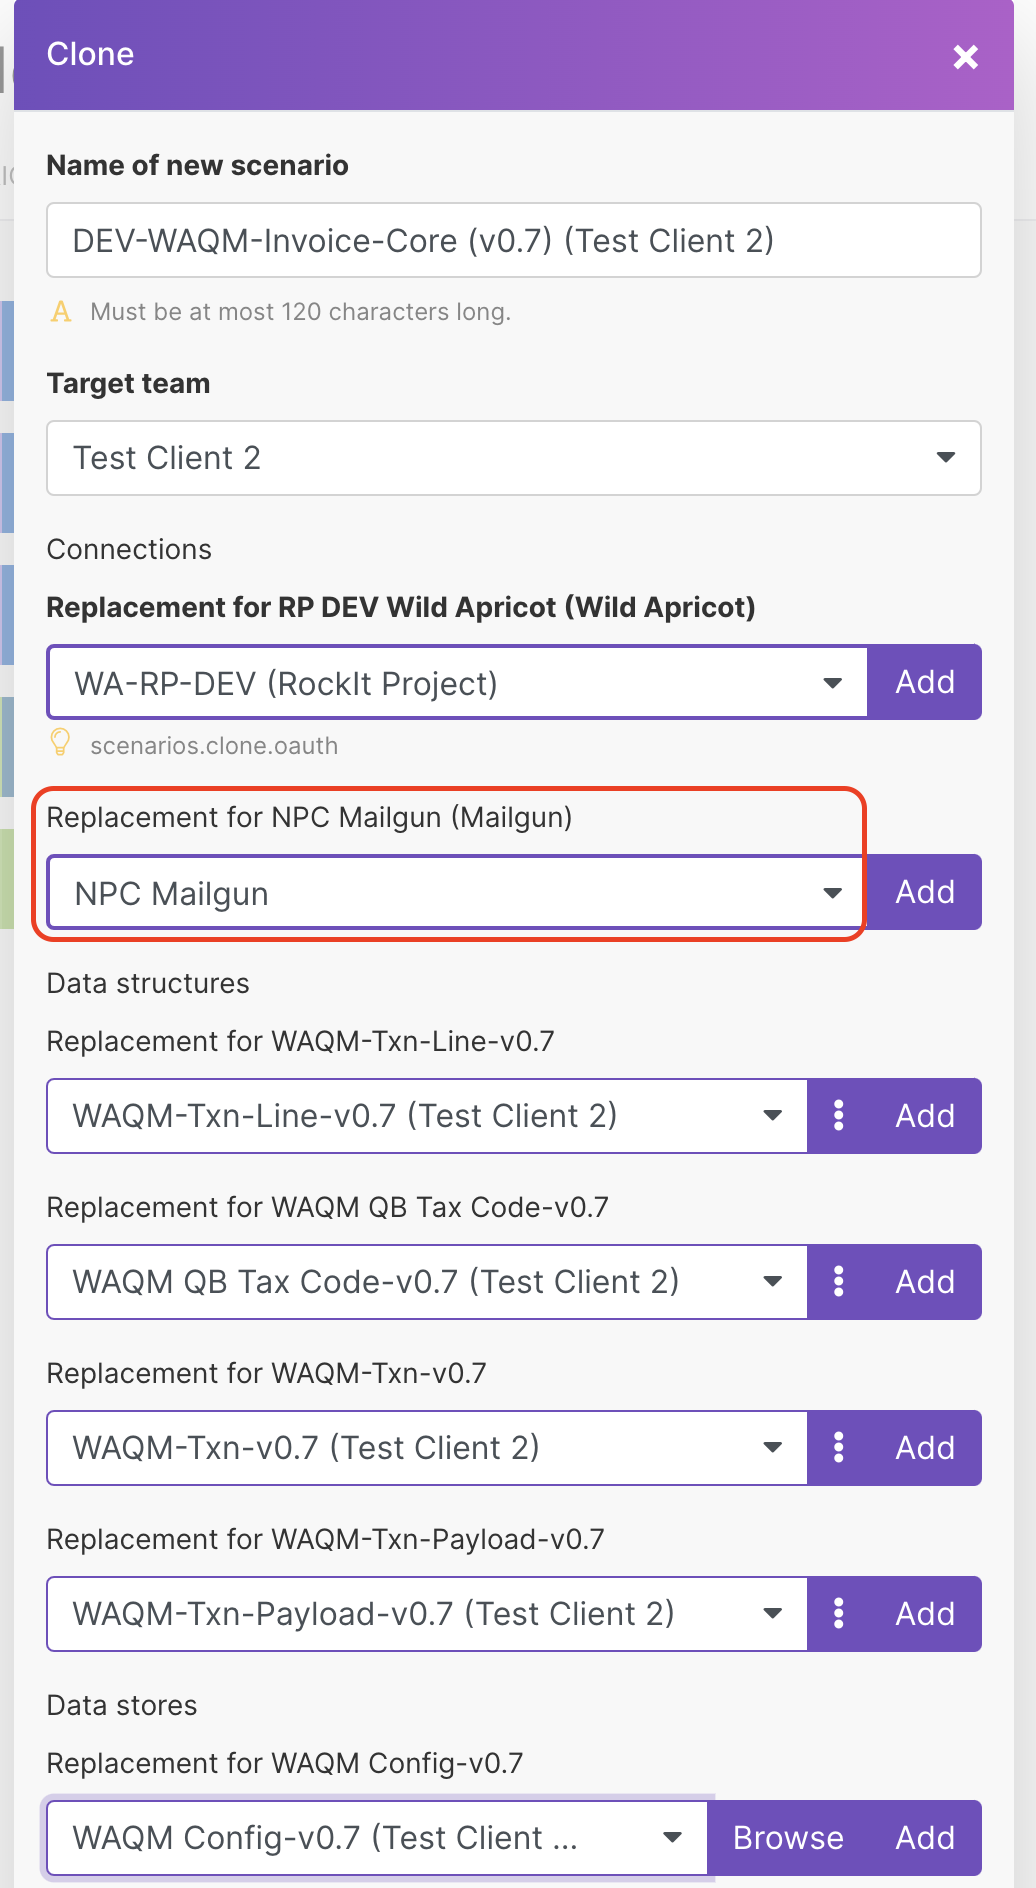 Clone
Name of new scenario
DEV-WAQM-Invoice-Core (v0.7) (Test Client 2)
A Must be at most 120 characters long.
Target team
Test Client 2
Connections
Replacement for RP DEV Wild Apricot (Wild Apricot)
WA-RP-DEV (RockIt Project) Add
scenarios.clone.oauth
Replacement for NPC Mailgun (Mailgun)
NPC Mailgun Add
Data structures
Replacement for WAQM-Txn-Line-v0.7
WAQM-Txn-Line-v0.7 (Test Client 2) Add
Replacement for WAQM QB Tax Code-v0.7
WAQM QB Tax Code-v0.7 (Test Client 2) Add
Replacement for WAQM-Txn-v0.7
WAQM-Txn-v0.7 (Test Client 2) Add
Replacement for WAQM-Txn-Payload-v0.7
WAQM-Txn-Payload-v0.7 (Test Client 2) Add
Data stores
Replacement for WAQM Config-v0.7
WAQM Config-v0.7 (Test Client ... Browse Add